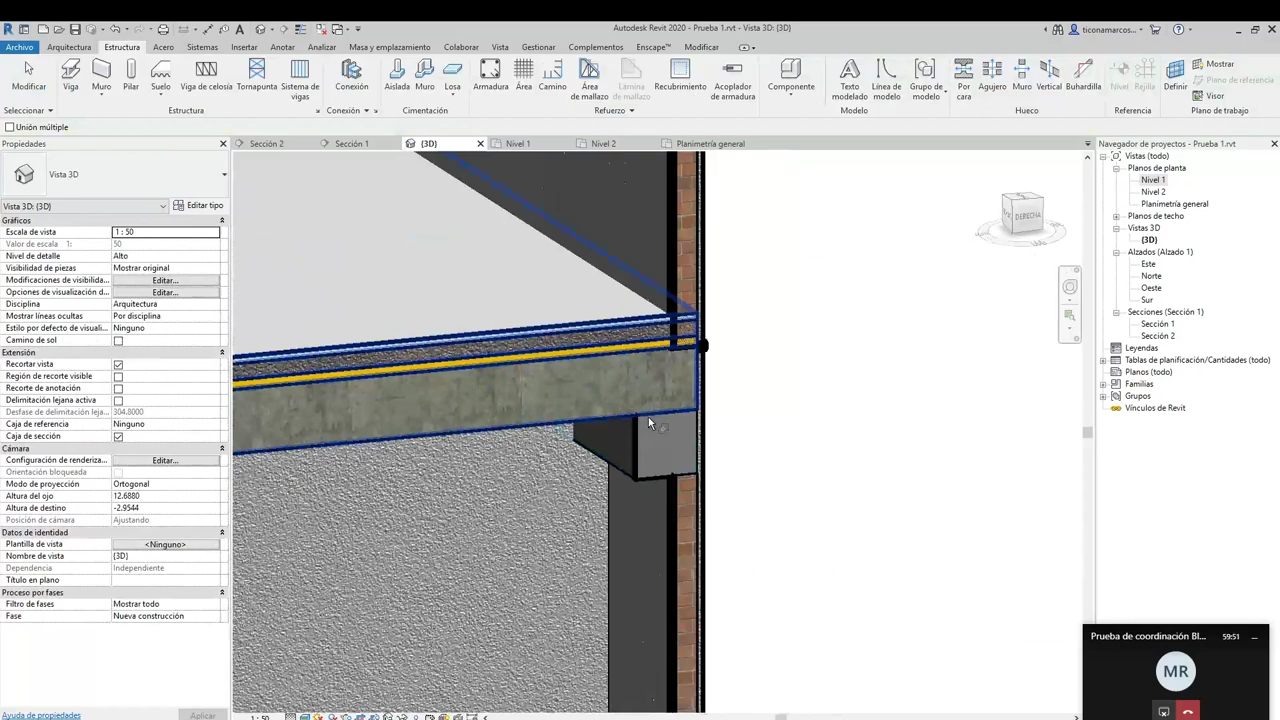 Autodesk Revit 2020 - Prueba 1.rvt - Vista 3D: {3D}
ticonamarcos...
Archivo Arquitectura Estructura Acero Sistemas Insertar Anotar Analizar Masa y emplazamiento Colaborar Vista Gestionar Complementos Enscape™ Modificar
Modificar Viga Muro Pilar Suelo Viga de celosía Tornapunta Sistema de vigas Conexión Aislada Muro Losa Armadura Área Camino Área de mallazo Lámina de mallazo Recubrimiento Acoplador de armadura Componente Texto modelado Línea de modelo Grupo de modelo Por cara Agujero Muro Vertical Buhardilla Nivel Rejilla Definir
Mostrar
Plano de referencia
Visor
Seleccionar Estructura Conexión Cimentación Refuerzo Modelo Hueco Referencia Plano de trabajo
Unión múltiple
Propiedades
Sección 2 Sección 1 {3D} Nivel 1 Nivel 2 Planimetría general
Navegador de proyectos - Prueba 1.rvt
Vista 3D
Vista 3D: {3D} Editar tipo
Gráficos
Escala de vista 1 : 50
Valor de escala 1: 50
Nivel de detalle Alto
Visibilidad de piezas Mostrar original
Modificaciones de visibilida... Editar...
Opciones de visualización d... Editar...
Disciplina Arquitectura
Mostrar líneas ocultas Por disciplina
Estilo por defecto de visuali... Ninguno
Camino de sol
Extensión
Recortar vista
Región de recorte visible
Recorte de anotación
Delimitación lejana activa
Desfase de delimitación leja... 304.8000
Caja de referencia Ninguno
Caja de sección
Cámara
Configuración de renderiza... Editar...
Orientación bloqueada
Modo de proyección Ortogonal
Altura del ojo 12.6880
Altura de destino -2.9544
Posición de cámara Ajustando
Datos de identidad
Plantilla de vista <Ninguno>
Nombre de vista {3D}
Dependencia Independiente
Título en plano
Proceso por fases
Filtro de fases Mostrar todo
Fase Nueva construcción
Ayuda de propiedades Aplicar
1 : 50
DERECHA
Vistas (todo)
Planos de planta
Nivel 1
Nivel 2
Planimetría general
Planos de techo
Vistas 3D
{3D}
Alzados (Alzado 1)
Este
Norte
Oeste
Sur
Secciones (Sección 1)
Sección 1
Sección 2
Leyendas
Tablas de planificación/Cantidades (todo)
Planos (todo)
Familias
Grupos
Vínculos de Revit
Prueba de coordinación BI... 59:51
MR